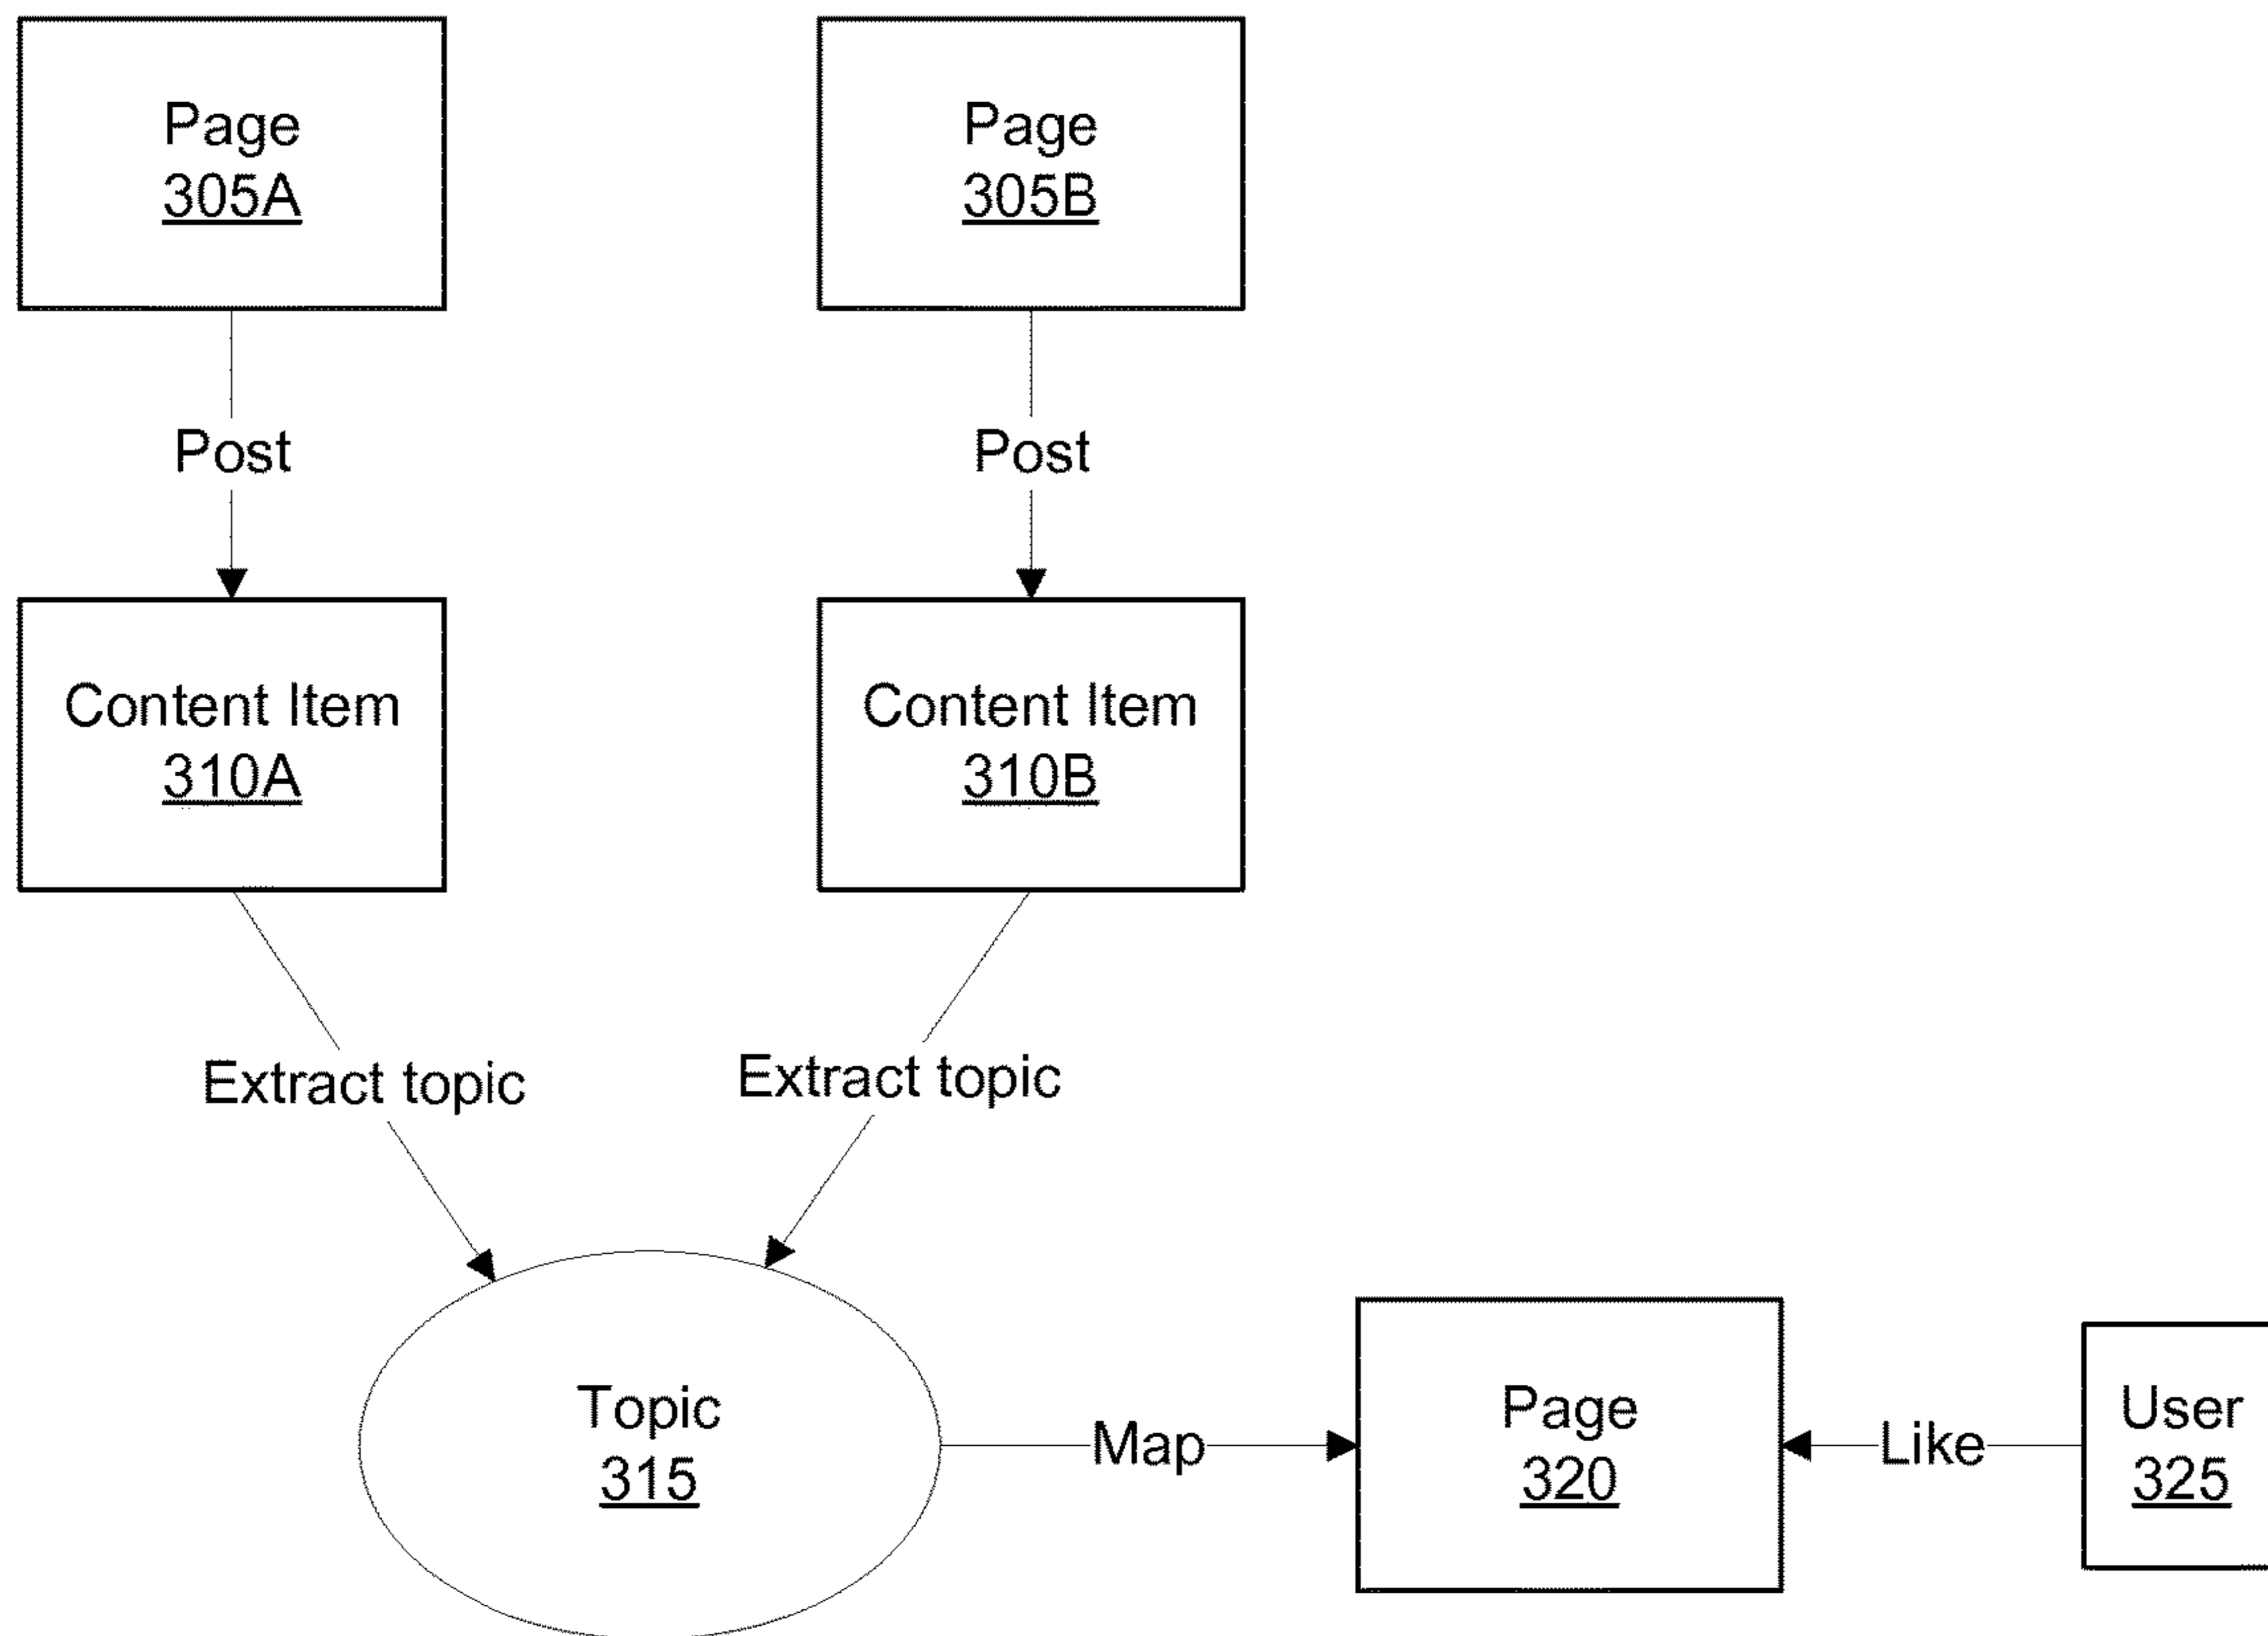 Page
305A
Page
305B
Post
Post
Content Item
310A
Content Item
310B
Extract topic
Extract topic
Topic
315
Map
Page
320
Like
User
325